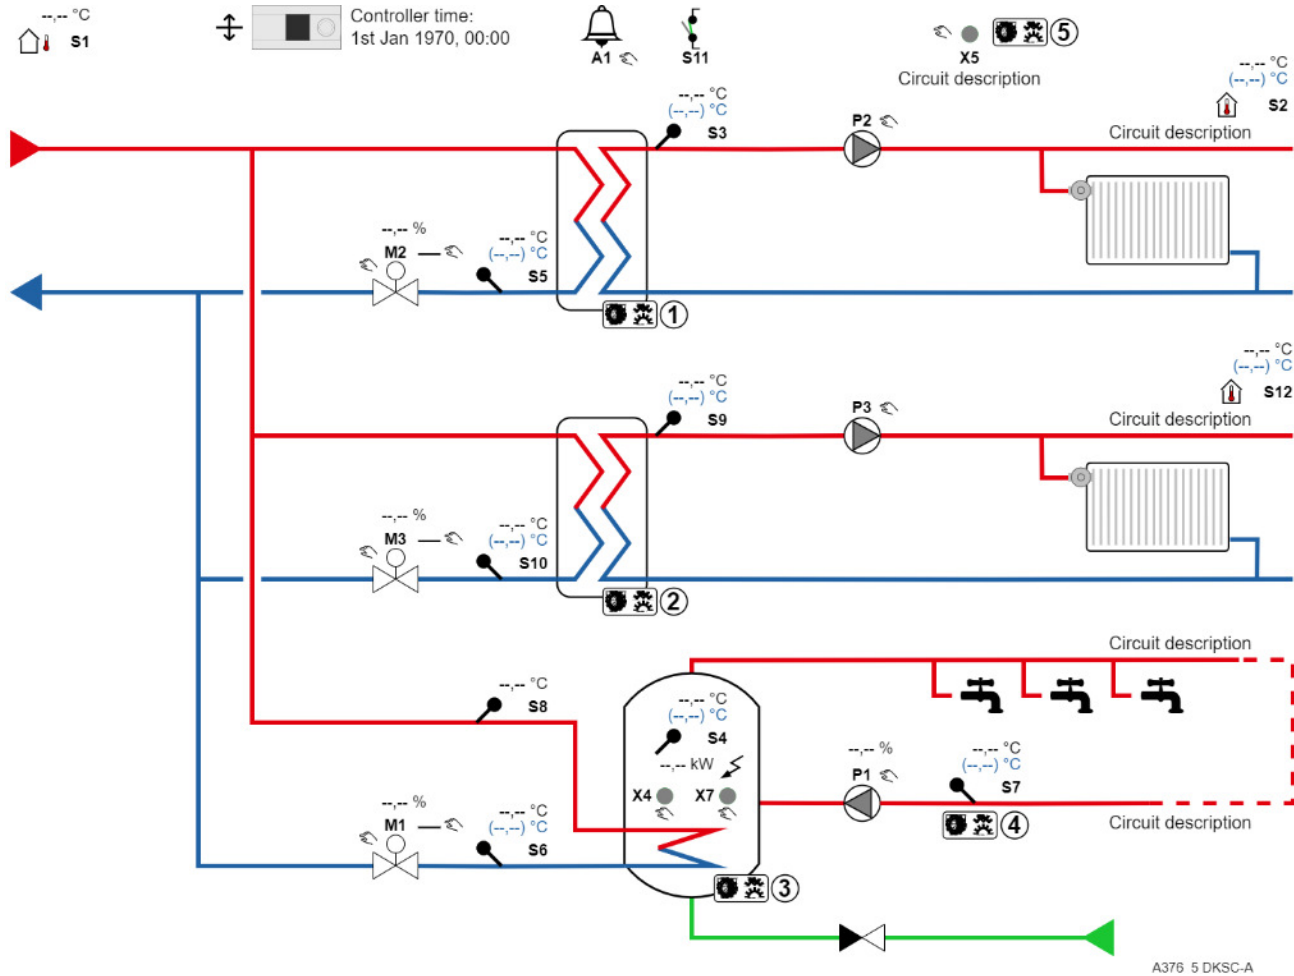 --,-- °C
S1
Controller time:
1st Jan 1970, 00:00
A1
S11
X5
5
Circuit description
--,-- °C
(--,--) °C
S2
Circuit description
--,-- °C
(--,--) °C
S3
P2
--,-- %
M2
--,-- °C
(--,--) °C
S5
1
--,-- °C
(--,--) °C
S12
Circuit description
--,-- °C
(--,--) °C
S9
P3
--,-- %
M3
--,-- °C
(--,--) °C
S10
2
Circuit description
--,-- °C
S8
--,-- °C
(--,--) °C
S4
--,-- kW
X4
X7
--,-- %
P1
--,-- °C
(--,--) °C
S7
4
Circuit description
--,-- %
M1
--,-- °C
(--,--) °C
S6
3
A376_5 DKSC-A